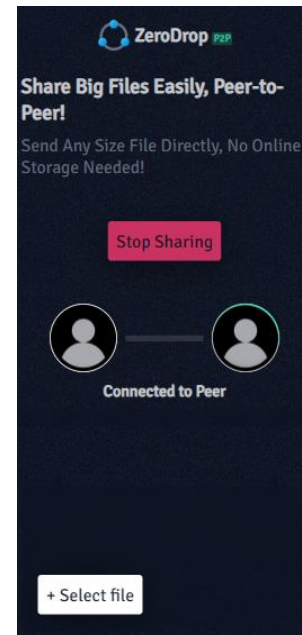 ZeroDrop P2P
Share Big Files Easily, Peer-to-
Peer!
Send Any Size File Directly, No Online
Storage Needed!
Stop Sharing
Connected to Peer
+ Select file